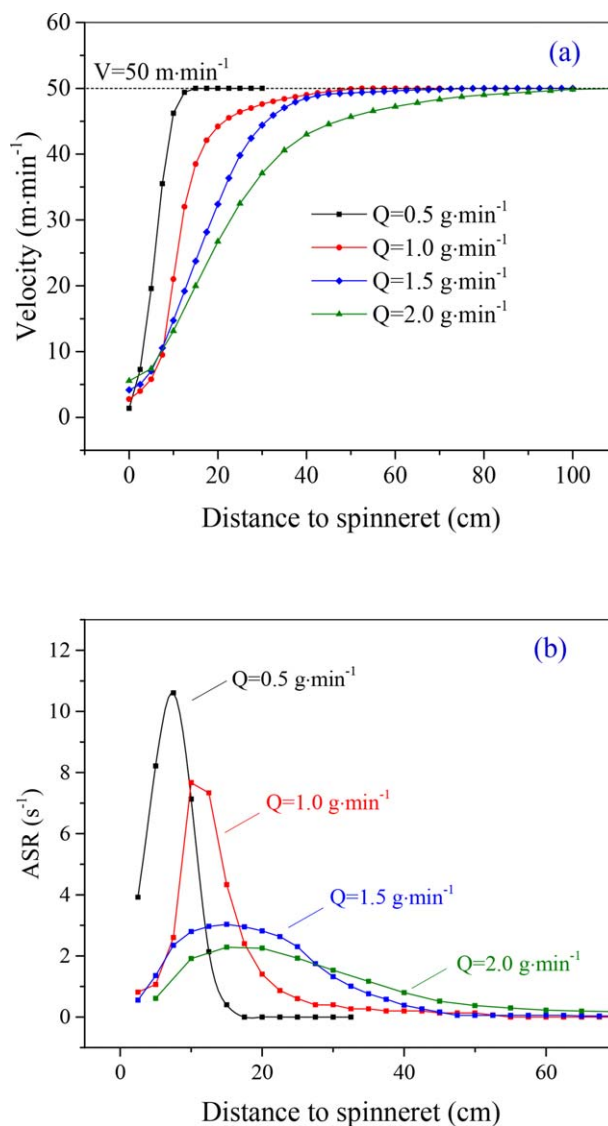 (a)
60
V=50 m·min⁻¹
50
40
30
20
10
0
Velocity (m·min⁻¹)
Q=0.5 g·min⁻¹
Q=1.0 g·min⁻¹
Q=1.5 g·min⁻¹
Q=2.0 g·min⁻¹
0 20 40 60 80 100
Distance to spinneret (cm)
(b)
12
10
8
6
4
2
0
ASR (s⁻¹)
Q=0.5 g·min⁻¹
Q=1.0 g·min⁻¹
Q=1.5 g·min⁻¹
Q=2.0 g·min⁻¹
0 20 40 60
Distance to spinneret (cm)